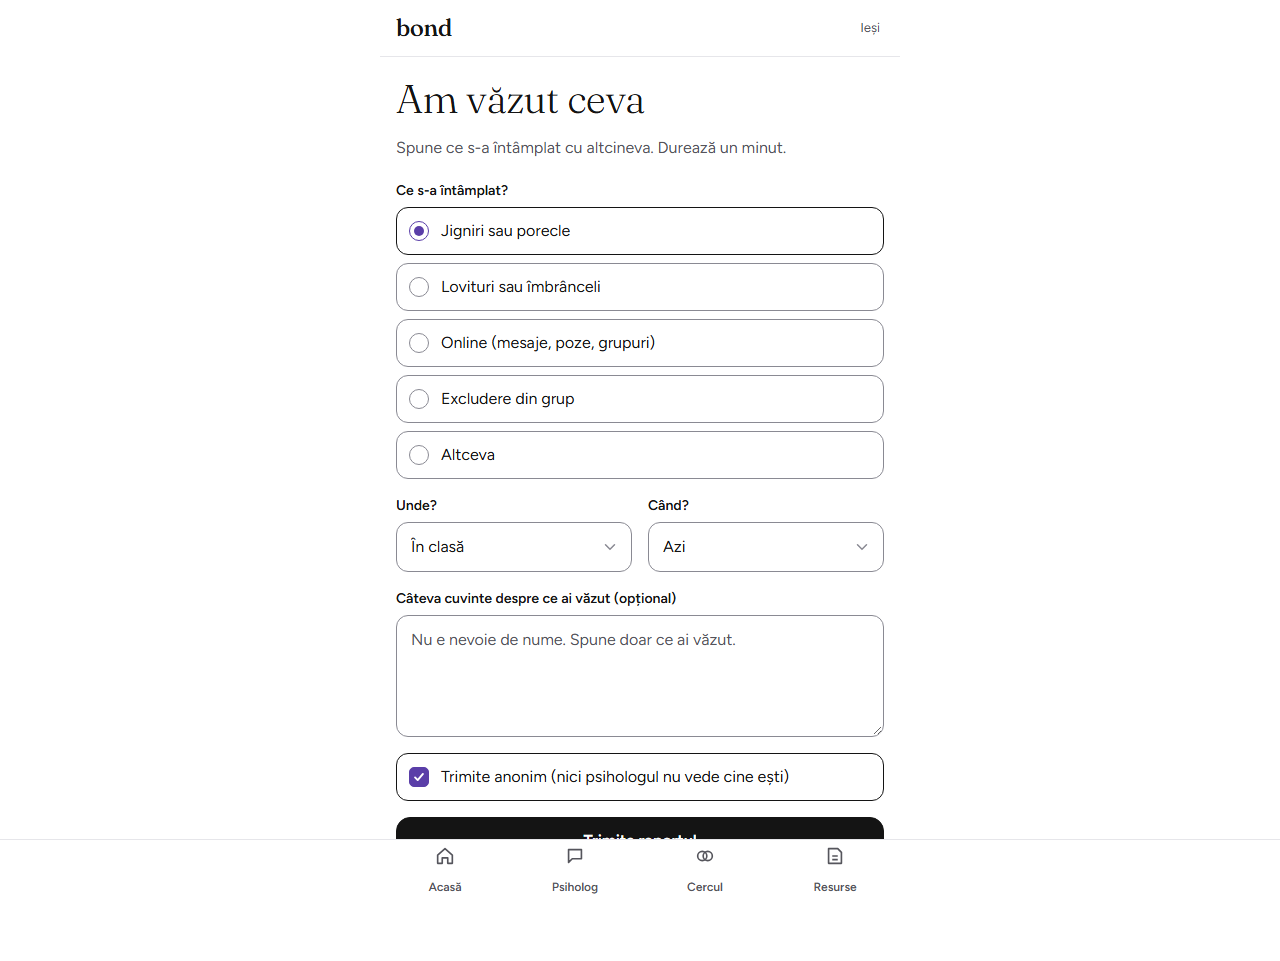 bond
Ieși
Am văzut ceva
Spune ce s-a întâmplat cu altcineva. Durează un minut.
Ce s-a întâmplat?
Jigniri sau porecle
Lovituri sau îmbrânceli
Online (mesaje, poze, grupuri)
Excludere din grup
Altceva
Unde?
Când?
În clasă
Azi
Câteva cuvinte despre ce ai văzut (opțional)
Nu e nevoie de nume. Spune doar ce ai văzut.
Trimite anonim (nici psihologul nu vede cine ești)
Trimite raportul
Acasă
Psiholog
Cercul
Resurse